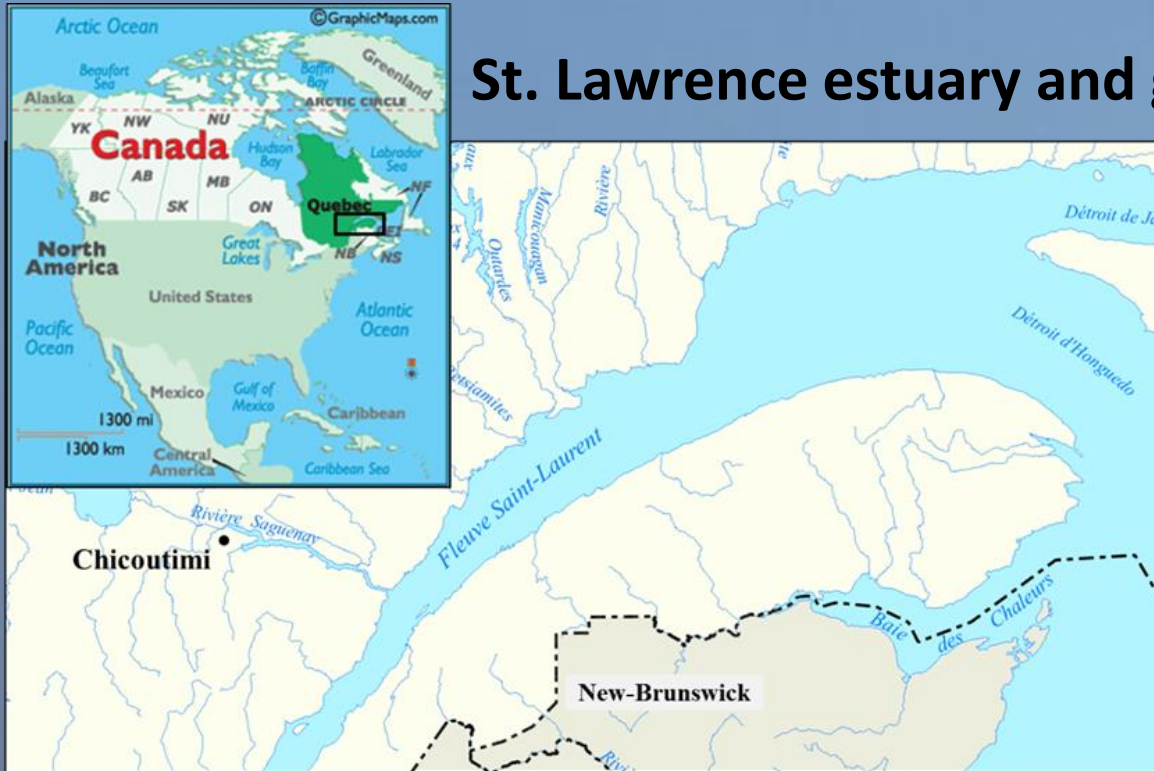 ©GraphicMaps.com
Arctic Ocean
Beaufort
Sea
Baffin
Bay
Greenland
Alaska
ARCTIC CIRCLE
YK
NW
NU
Canada
Hudson
Bay
Labrador
Sea
BC
AB
MB
SK
ON
NF
Quebec
EI
NB
NS
North
America
Great
Lakes
United States
Pacific
Ocean
Atlantic
Ocean
Mexico
Gulf of
Mexico
1300 mi
1300 km
Caribbean
Central
America
Caribbean Sea
St. Lawrence estuary and
aux
Outardes
Manicouagan
Rivière
Détroit de
Détroit d'Honguedo
etsiamites
Fleuve Saint-Laurent
Rivière Saguenay
Chicoutimi
Baie
des
Chaleurs
New-Brunswick